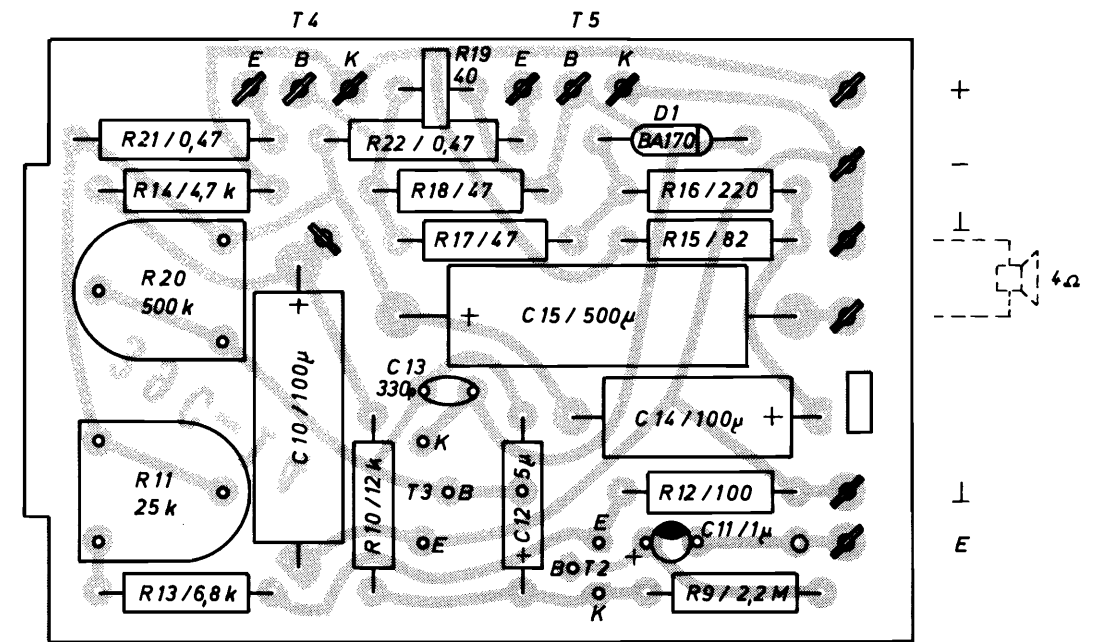 T4 T5
E B K R19 40 E B K +
D1
R21/0,47 R22/0,47 BA170
−
R14/4,7 k R18/47 R16/220
⊥
R17/47 R15/82
R20
500 k
4Ω
+ C10/100µ
+ C15/500µ
C13
330p
C14/100µ +
K
R11
25 k
R10/12 k
T3 B
C12 5µ +
R12/100 ⊥
E E C11/1µ + E
B T2
K
R13/6,8 k R9/2,2 M